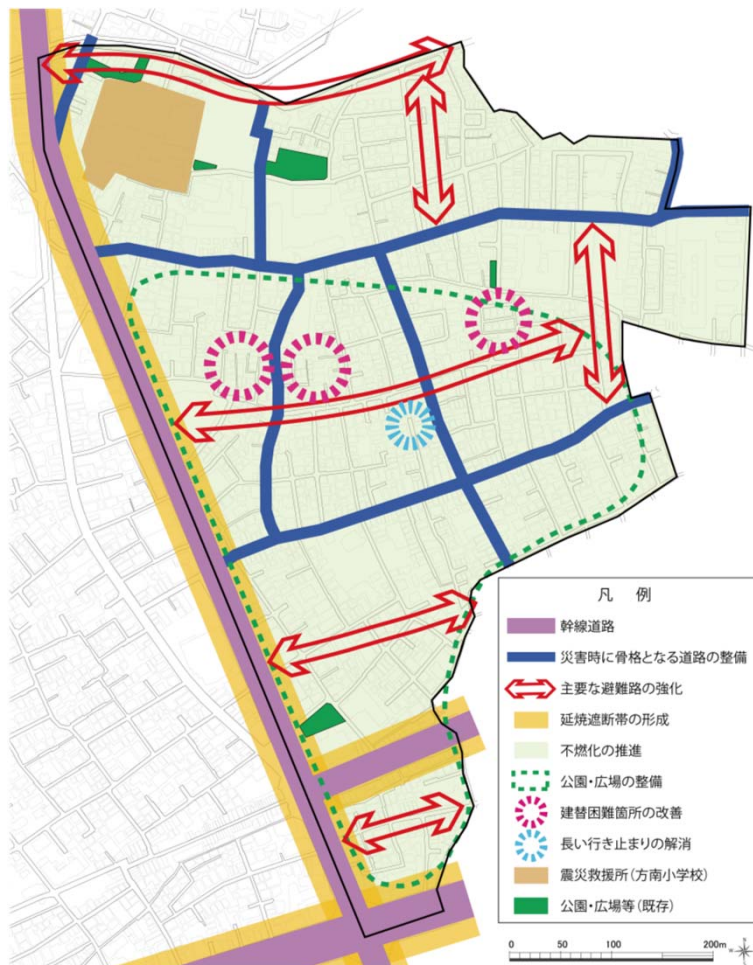 凡 例
幹線道路
災害時に骨格となる道路の整備
主要な避難路の強化
延焼遮断帯の形成
不燃化の推進
公園・広場の整備
建替困難箇所の改善
長い行き止まりの解消
震災救援所(方南小学校)
公園・広場等(既存)
0 50 100 200m